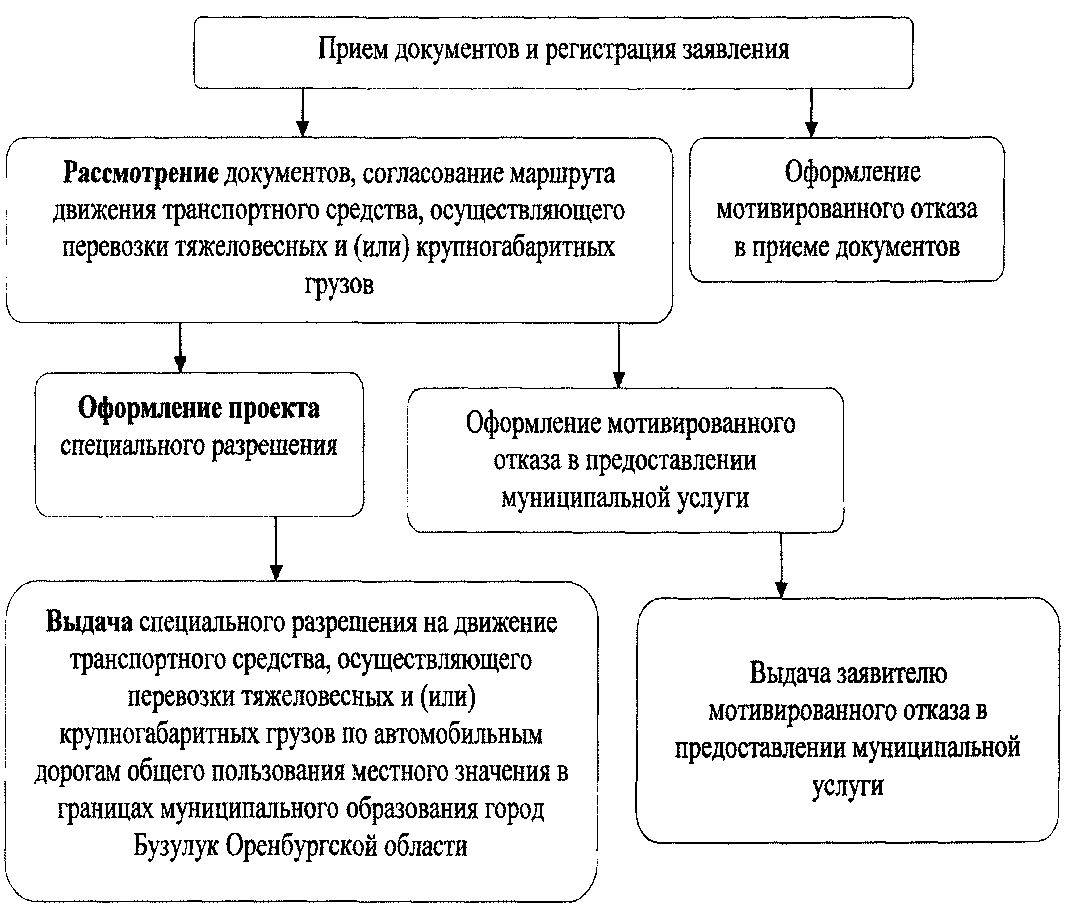 Прием документов и регистрация заявления
Рассмотрение документов, согласование маршрута
движения транспортного средства, осуществляющего
перевозки тяжеловесных и (или) крупногабаритных
грузов
Оформление
мотивированного отказа
в приеме документов
Оформление проекта
специального разрешения
Оформление мотивированного
отказа в предоставлении
муниципальной услуги
Выдача специального разрешения на движение
транспортного средства, осуществляющего
перевозки тяжеловесных и (или)
крупногабаритных грузов по автомобильным
дорогам общего пользования местного значения в
границах муниципального образования город
Бузулук Оренбургской области
Выдача заявителю
мотивированного отказа в
предоставлении муниципальной
услуги